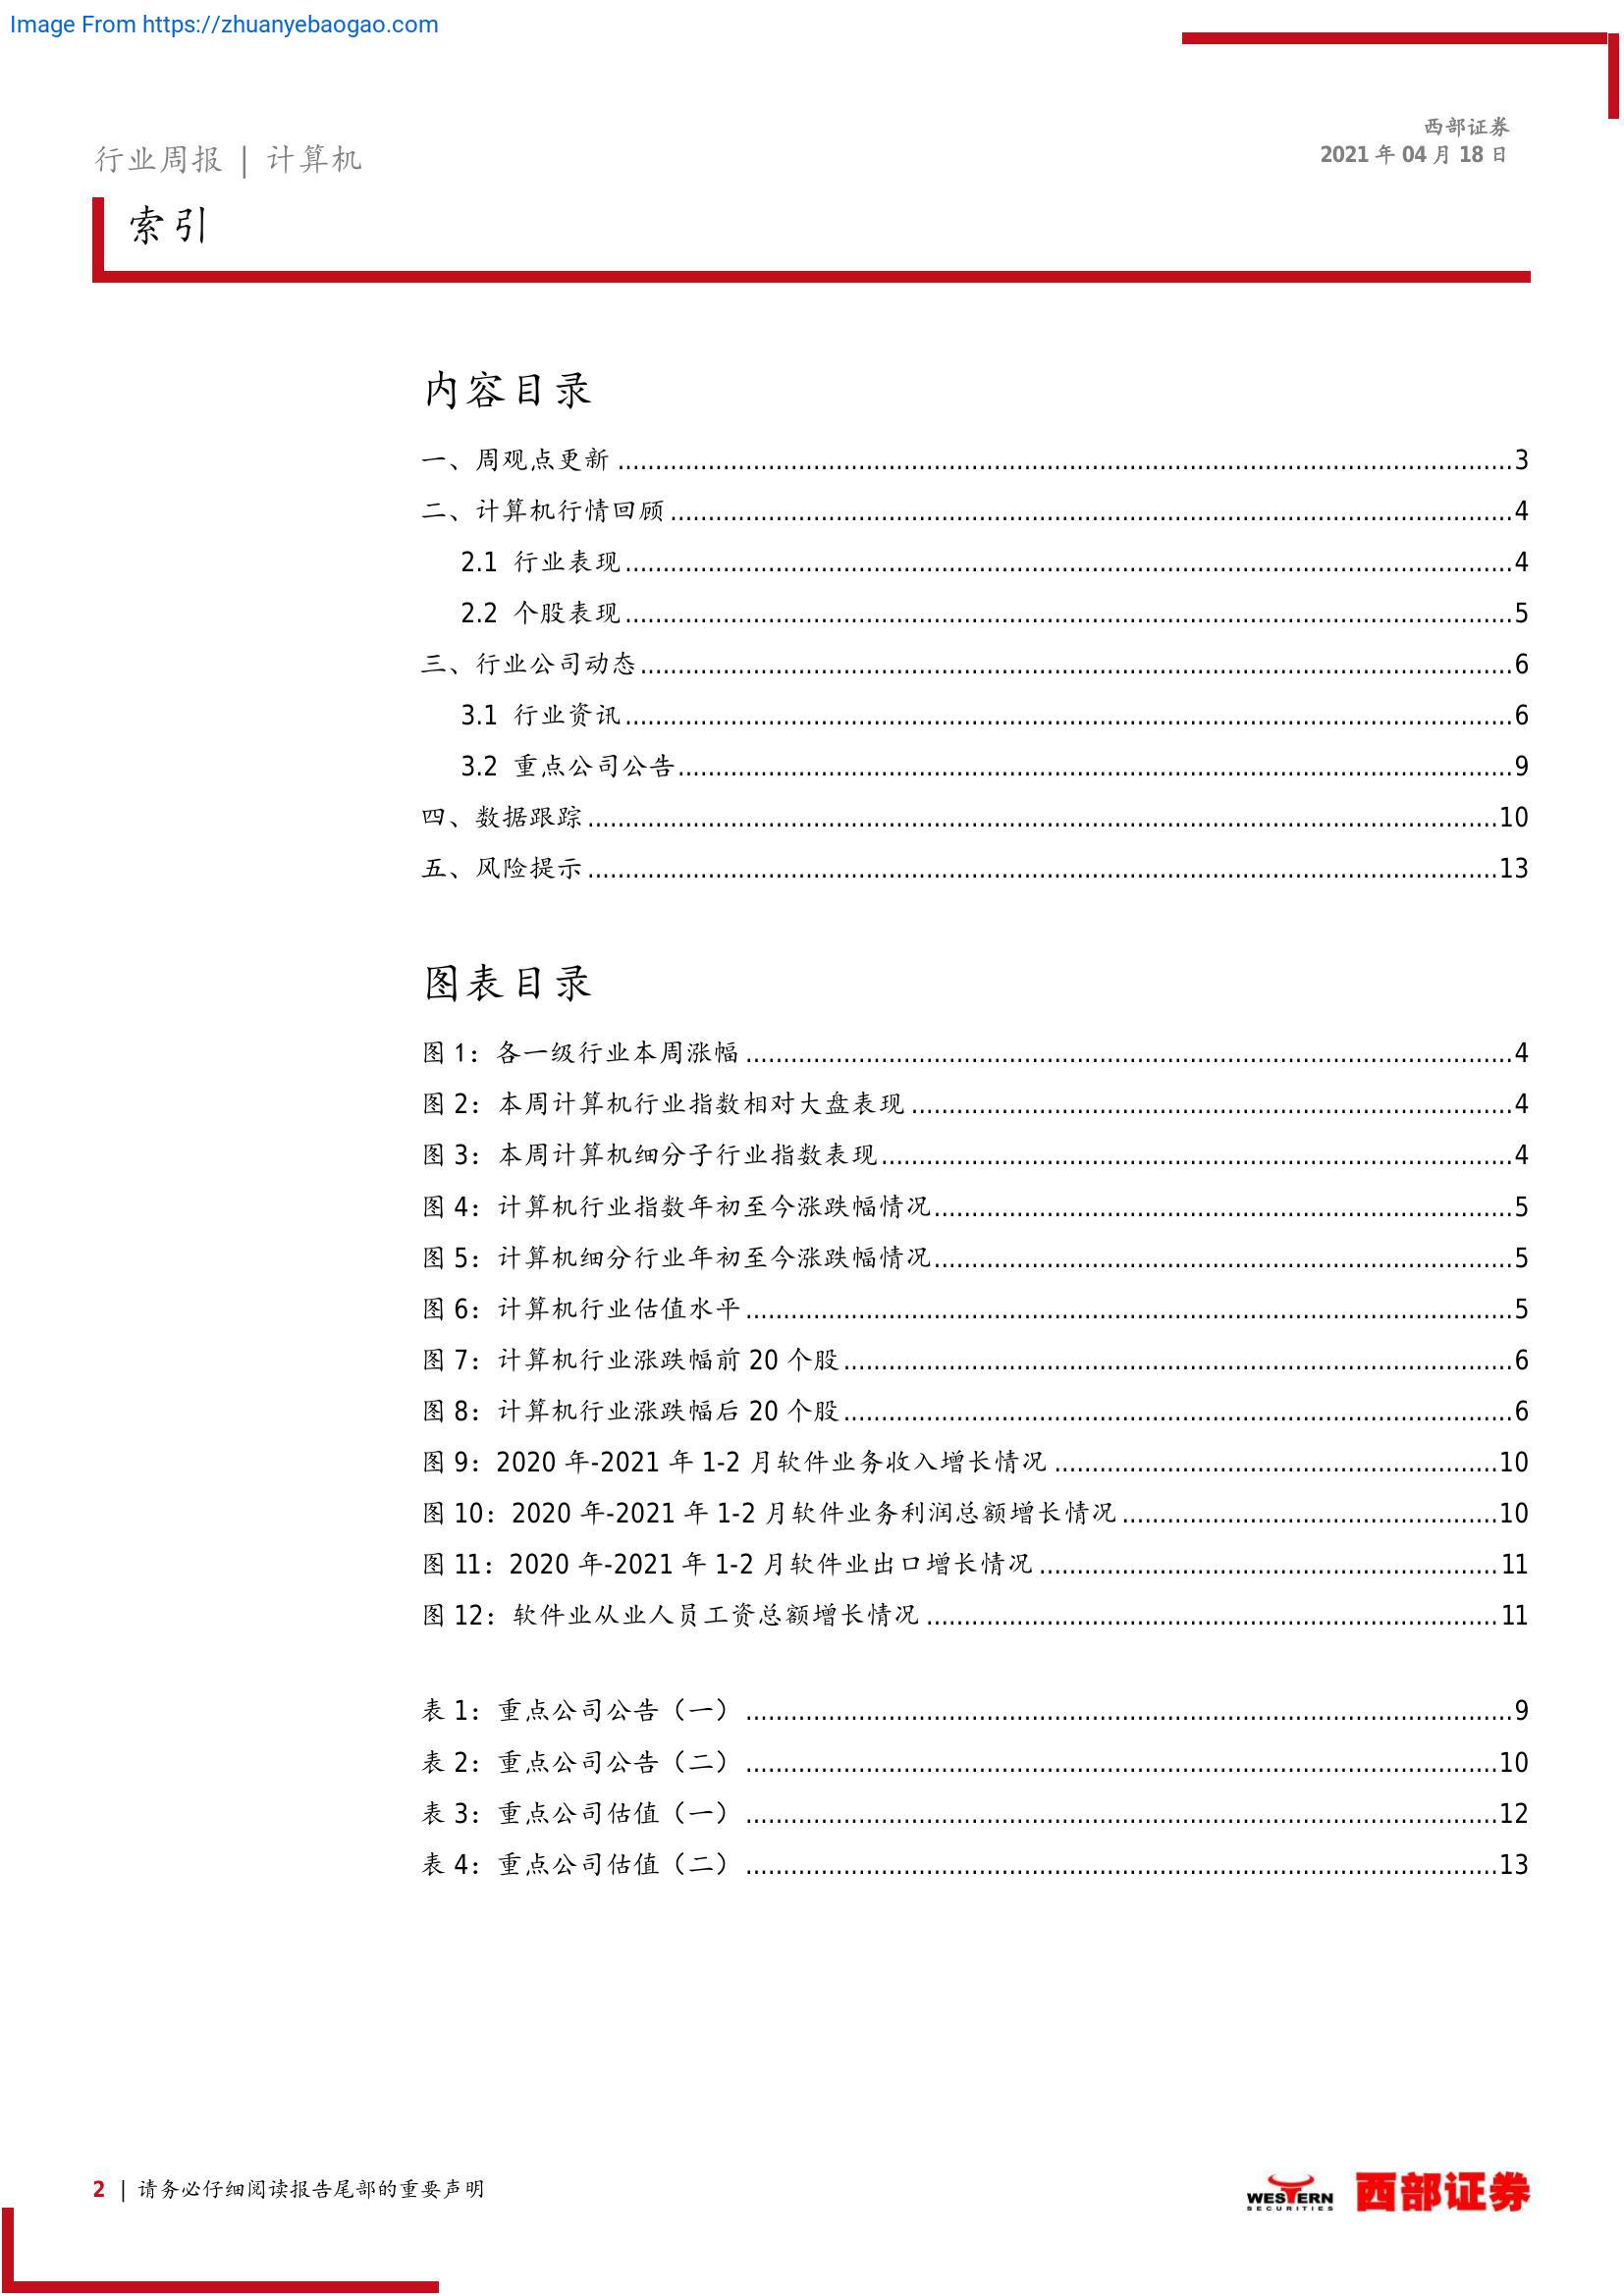 Image From https://zhuanyebaogao.com
西部证券
2021 年 04 月 18 日
行业周报 | 计算机
索引
内容目录
一、周观点更新 ........ 3
二、计算机行情回顾 ........ 4
2.1 行业表现 ........ 4
2.2 个股表现 ........ 5
三、行业公司动态 ........ 6
3.1 行业资讯 ........ 6
3.2 重点公司公告 ........ 9
四、数据跟踪 ........ 10
五、风险提示 ........ 13
图表目录
图 1：各一级行业本周涨幅 ........ 4
图 2：本周计算机行业指数相对大盘表现 ........ 4
图 3：本周计算机细分子行业指数表现 ........ 4
图 4：计算机行业指数年初至今涨跌幅情况 ........ 5
图 5：计算机细分行业年初至今涨跌幅情况 ........ 5
图 6：计算机行业估值水平 ........ 5
图 7：计算机行业涨跌幅前 20 个股 ........ 6
图 8：计算机行业涨跌幅后 20 个股 ........ 6
图 9：2020 年-2021 年 1-2 月软件业务收入增长情况 ........ 10
图 10：2020 年-2021 年 1-2 月软件业务利润总额增长情况 ........ 10
图 11：2020 年-2021 年 1-2 月软件业出口增长情况 ........ 11
图 12：软件业从业人员工资总额增长情况 ........ 11
表 1：重点公司公告（一） ........ 9
表 2：重点公司公告（二） ........ 10
表 3：重点公司估值（一） ........ 12
表 4：重点公司估值（二） ........ 13
2 | 请务必仔细阅读报告尾部的重要声明
WESTERN
SECURITIES
西部证券